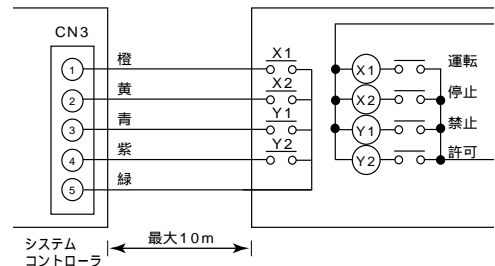 CN3
1 橙 X1
2 黄 X2
3 青 Y1
4 紫 Y2
5 緑
X1 運転
X2 停止
Y1 禁止
Y2 許可
システム
コントローラ
最大10m